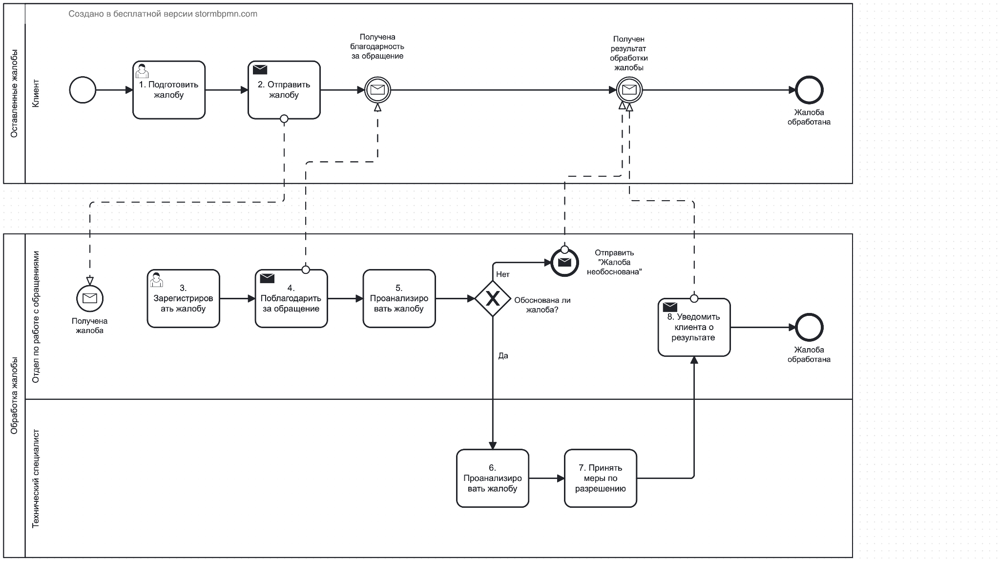 Создано в бесплатной версии stormbpmn.com
Оставленные жалобы
Клиент
1. Подготовить
жалобу
2. Отправить
жалобу
Получена
благодарность
за обращение
Получен
результат
обработки
жалобы
Жалоба
обработана
Обработка жалобы
Отдел по работе с обращениями
Получена
жалоба
3.
Зарегистриров
ать жалобу
4.
Поблагодарить
за обращение
5.
Проанализиро
вать жалобу
Нет
Обоснована ли
жалоба?
Да
Отправить
"Жалоба
необоснована"
8. Уведомить
клиента о
результате
Жалоба
обработана
Технический специалист
6.
Проанализиро
вать жалобу
7. Принять
меры по
разрешению